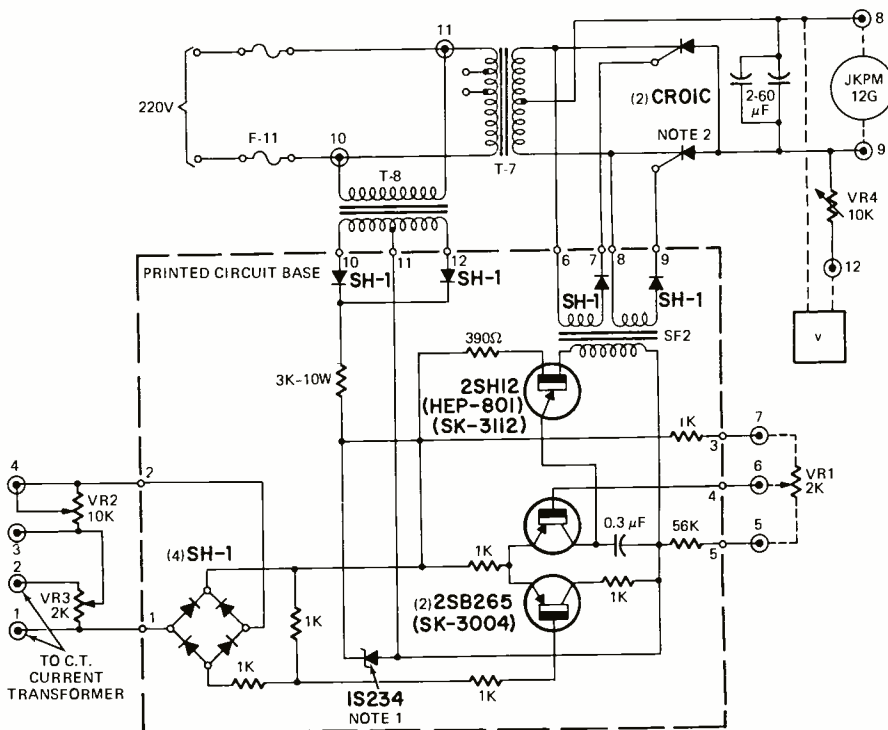 11
8
220V
(2) CROIC
2-60
µF
JKPM
12G
F-11
10
NOTE 2
9
T-8
T-7
VR4
10K
10
11
12
6
7
8
9
12
PRINTED CIRCUIT BASE
SH-1
SH-1
SH-1
SH-1
SF2
V
390Ω
3K-10W
2SH12
(HEP-801)
(SK-3112)
1K
3
7
4
2
6
VR1
2K
VR2
10K
4
0.3 µF
56K
5
5
3
(4) SH-1
1K
2
VR3
2K
1K
(2) 2SB265
(SK-3004)
1K
1
1
TO C.T.
CURRENT
TRANSFORMER
1K
1K
IS234
NOTE 1